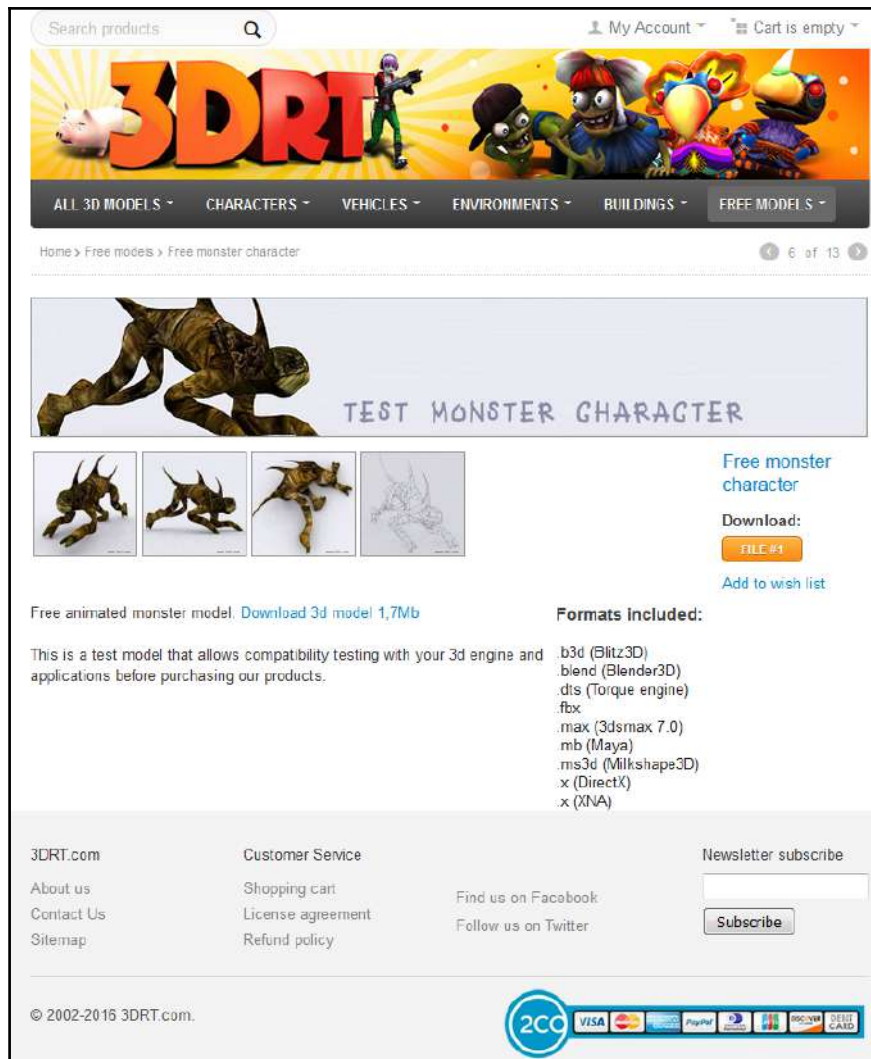 Search products
My Account
Cart is empty
3DRT
ALL 3D MODELS
CHARACTERS
VEHICLES
ENVIRONMENTS
BUILDINGS
FREE MODELS
Home > Free models > Free monster character
6 of 13
TEST MONSTER CHARACTER
Free monster
character
Download:
FILE #1
Add to wish list
Free animated monster model. Download 3d model 1,7Mb
This is a test model that allows compatibility testing with your 3d engine and
applications before purchasing our products.
Formats included:
.b3d (Blitz3D)
.blend (Blender3D)
.dts (Torque engine)
.fbx
.max (3dsmax 7.0)
.mb (Maya)
.ms3d (Milkshape3D)
.x (DirectX)
.x (XNA)
3DRT.com
About us
Contact Us
Sitemap
Customer Service
Shopping cart
License agreement
Refund policy
Find us on Facobook
Follow us on Twitter
Newsletter subscribe
Subscribe
© 2002-2016 3DRT.com.
2CO
VISA
PayPal
JCB
DISCOVER
DEBIT
CARD